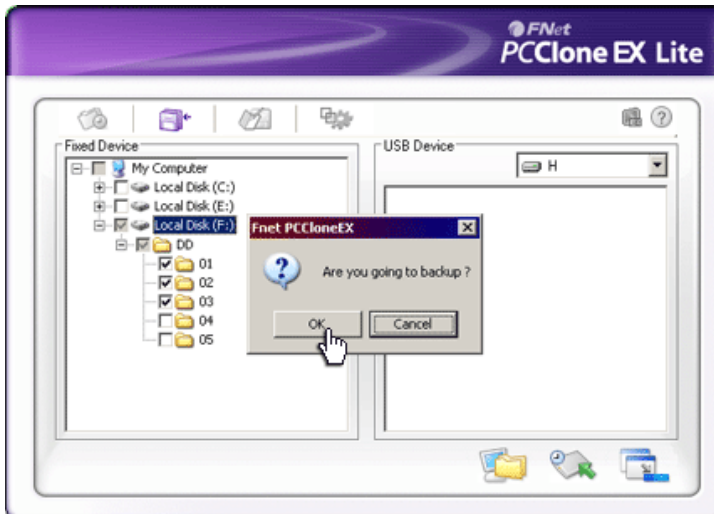 FNet
PCClone EX Lite
Fixed Device
My Computer
Local Disk (C:)
Local Disk (E:)
Local Disk (F:)
DD
01
02
03
04
05
USB Device
H
Fnet PCCloneEX
Are you going to backup ?
OK
Cancel